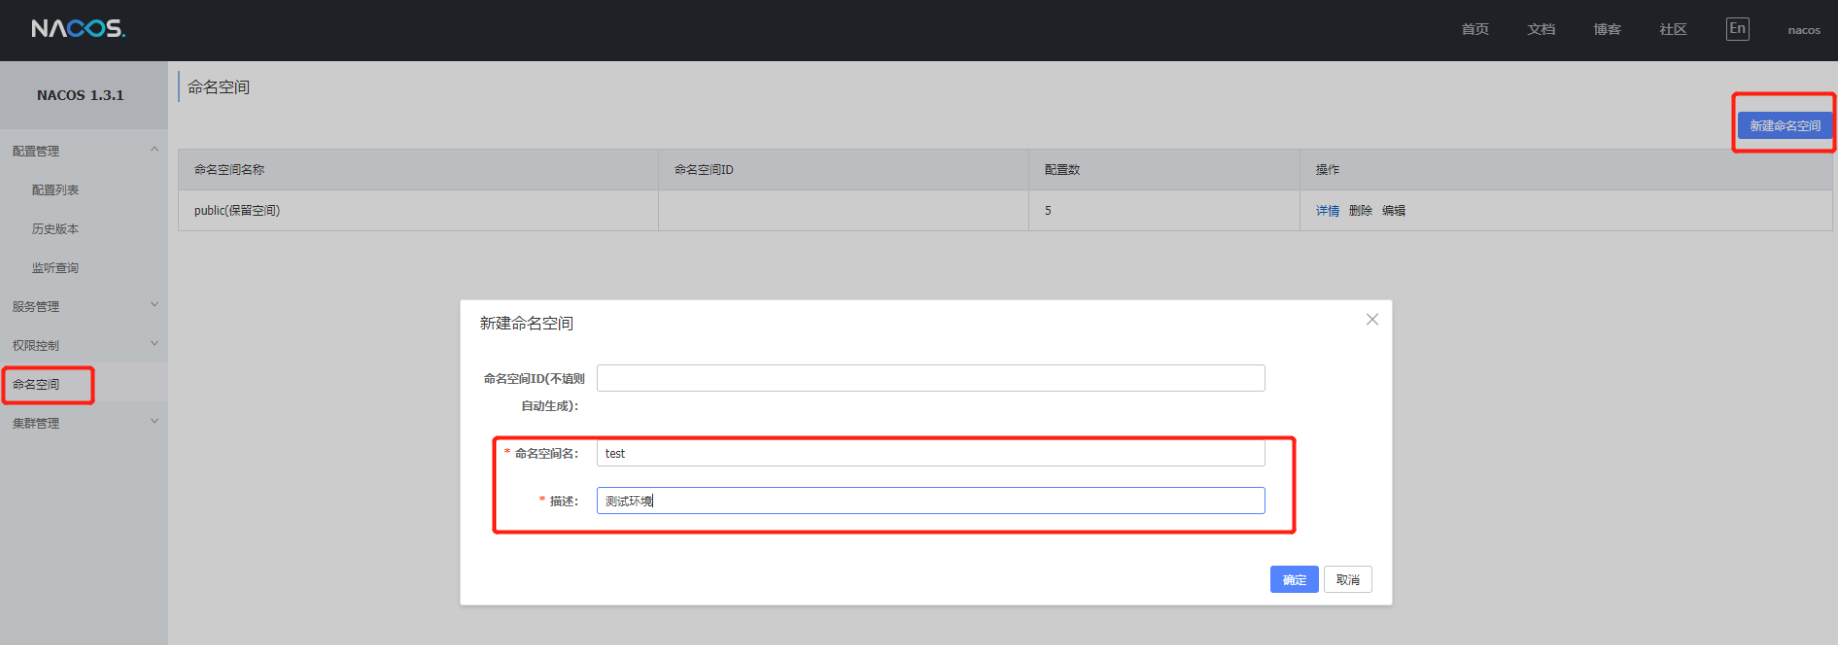 NACOS.
首页 文档 博客 社区 En nacos
NACOS 1.3.1
配置管理
配置列表
历史版本
监听查询
服务管理
权限控制
命名空间
集群管理
命名空间
新建命名空间
命名空间名称 命名空间ID 配置数 操作
public(保留空间) 5 详情 删除 编辑
新建命名空间
命名空间ID(不填则
自动生成):
* 命名空间名: test
* 描述: 测试环境
确定 取消